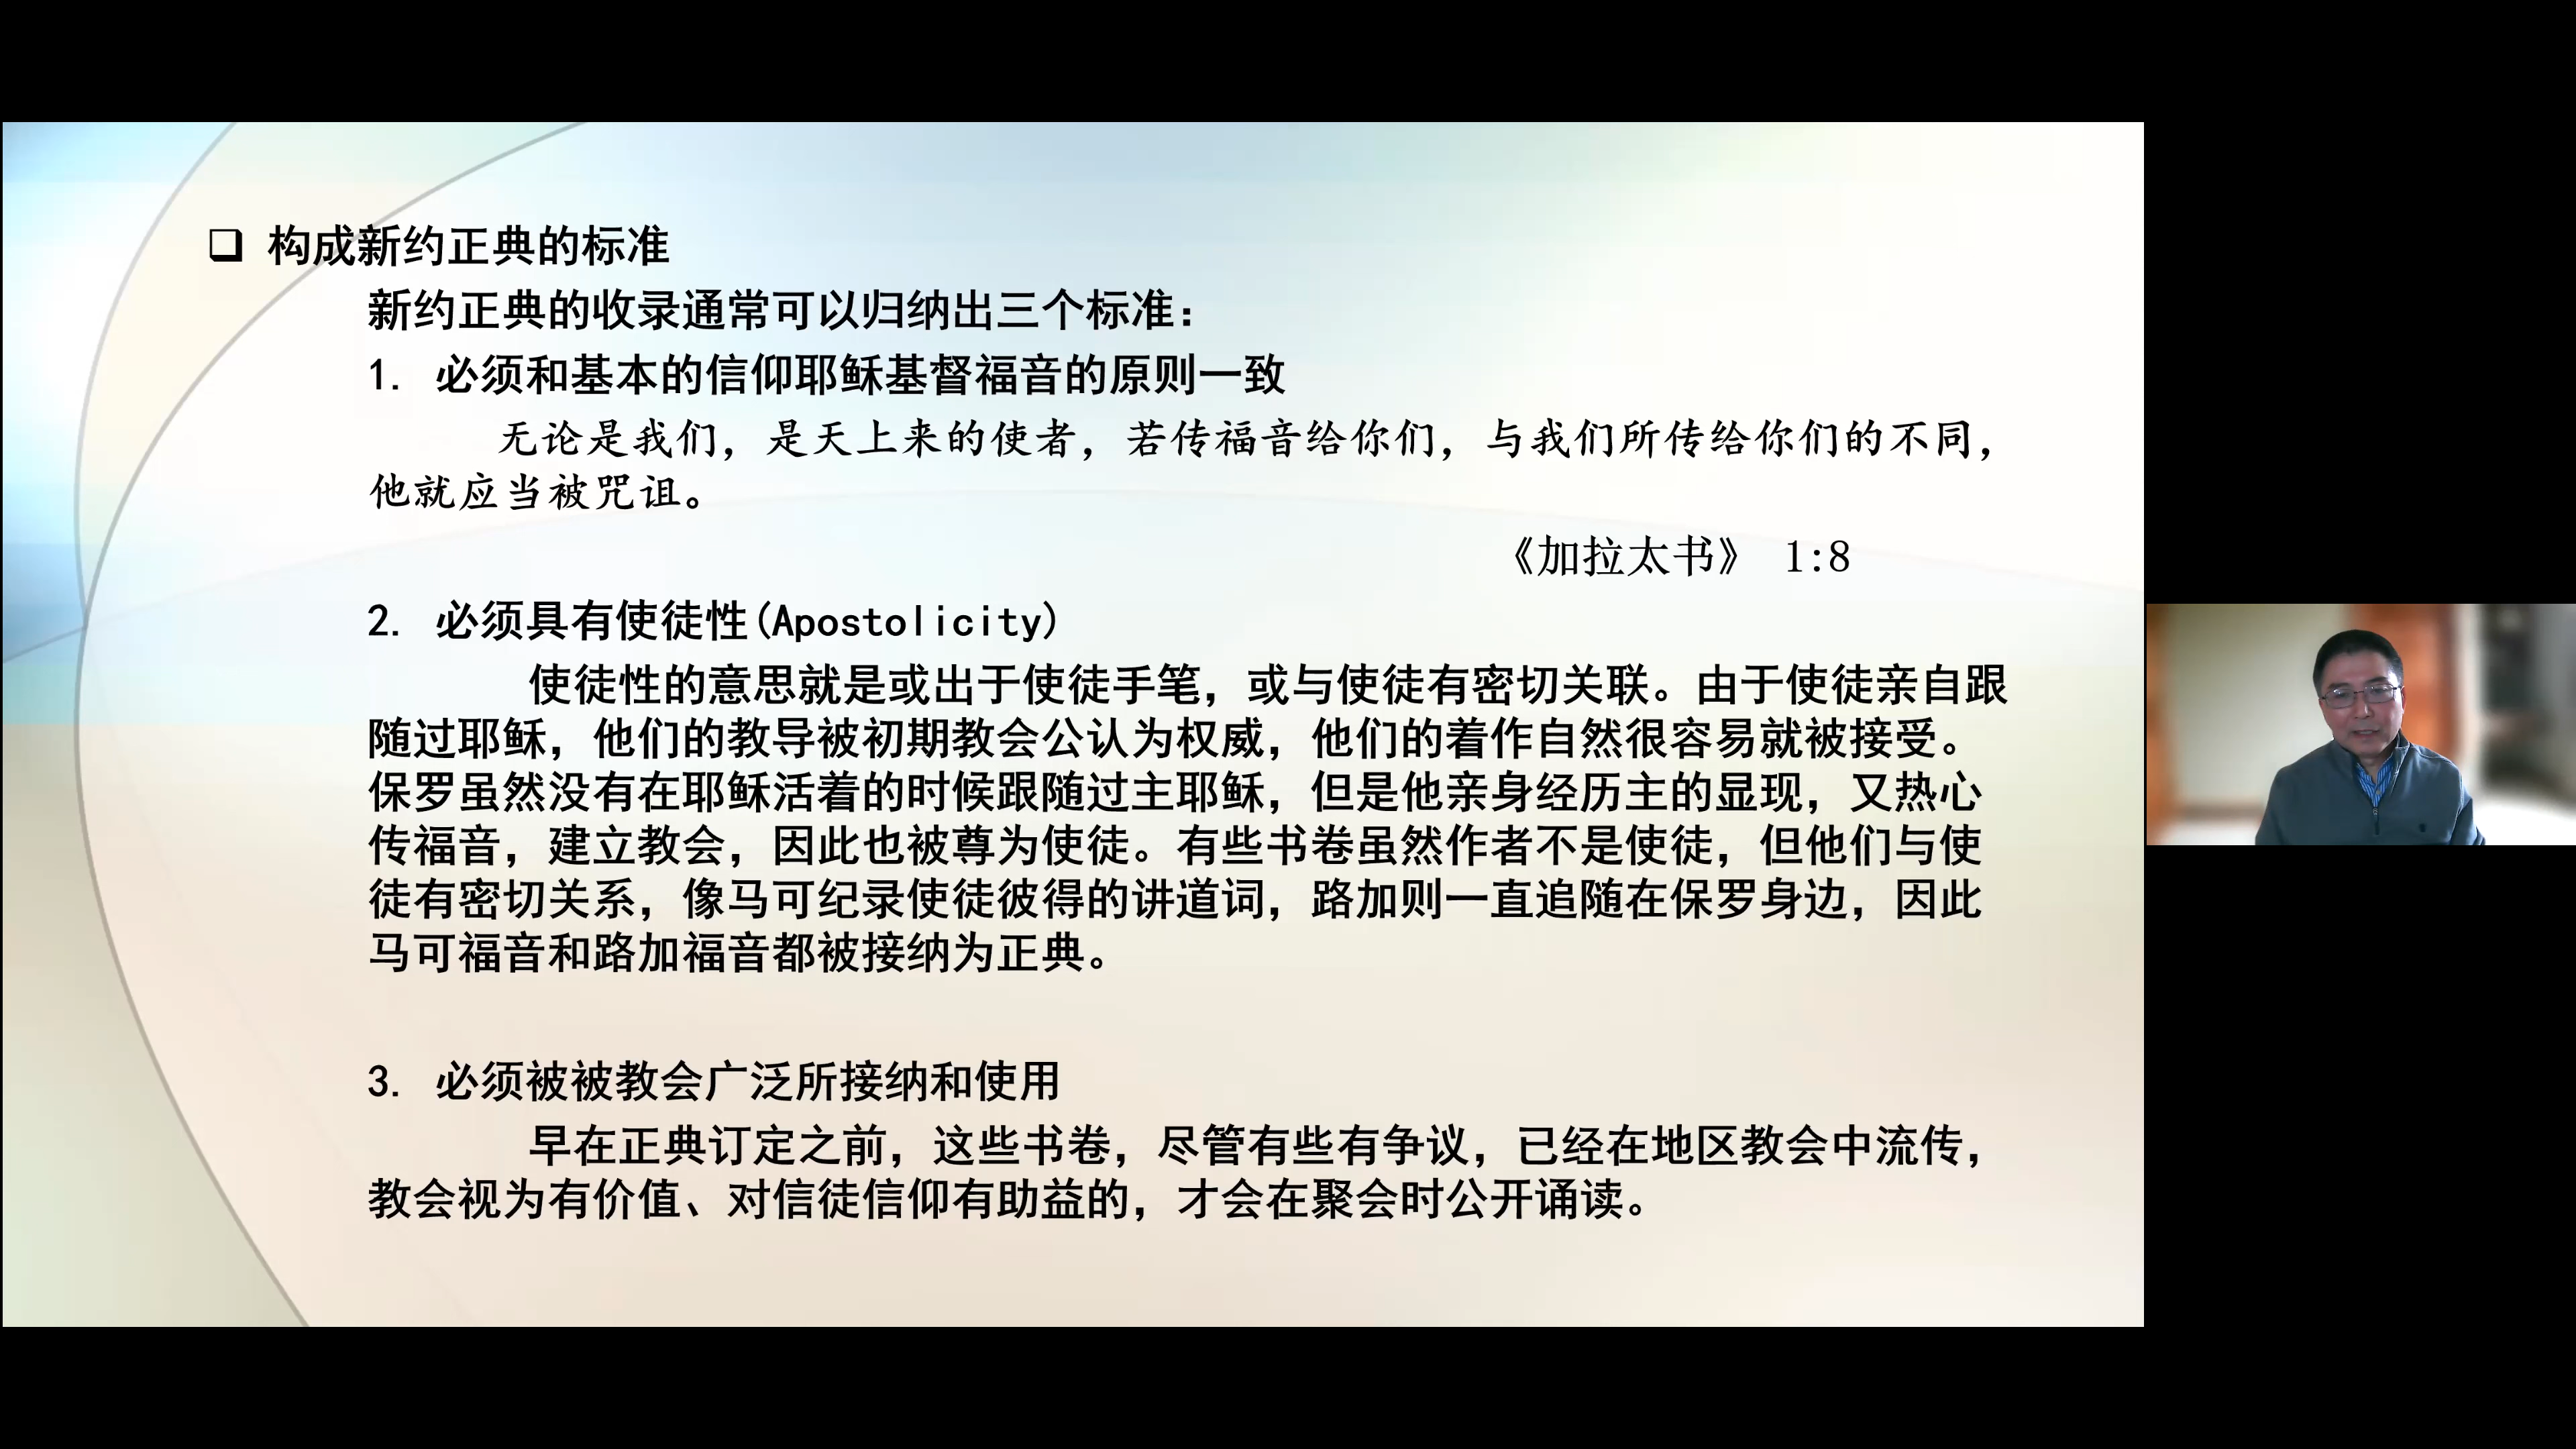 ❑ 构成新约正典的标准
新约正典的收录通常可以归纳出三个标准：
1. 必须和基本的信仰耶稣基督福音的原则一致
无论是我们，是天上来的使者，若传福音给你们，与我们所传给你们的不同，
他就应当被咒诅。
《加拉太书》 1:8
2. 必须具有使徒性(Apostolicity)
使徒性的意思就是或出于使徒手笔，或与使徒有密切关联。由于使徒亲自跟
随过耶稣，他们的教导被初期教会公认为权威，他们的着作自然很容易就被接受。
保罗虽然没有在耶稣活着的时候跟随过主耶稣，但是他亲身经历主的显现，又热心
传福音，建立教会，因此也被尊为使徒。有些书卷虽然作者不是使徒，但他们与使
徒有密切关系，像马可纪录使徒彼得的讲道词，路加则一直追随在保罗身边，因此
马可福音和路加福音都被接纳为正典。
3. 必须被被教会广泛所接纳和使用
早在正典订定之前，这些书卷，尽管有些有争议，已经在地区教会中流传，
教会视为有价值、对信徒信仰有助益的，才会在聚会时公开诵读。